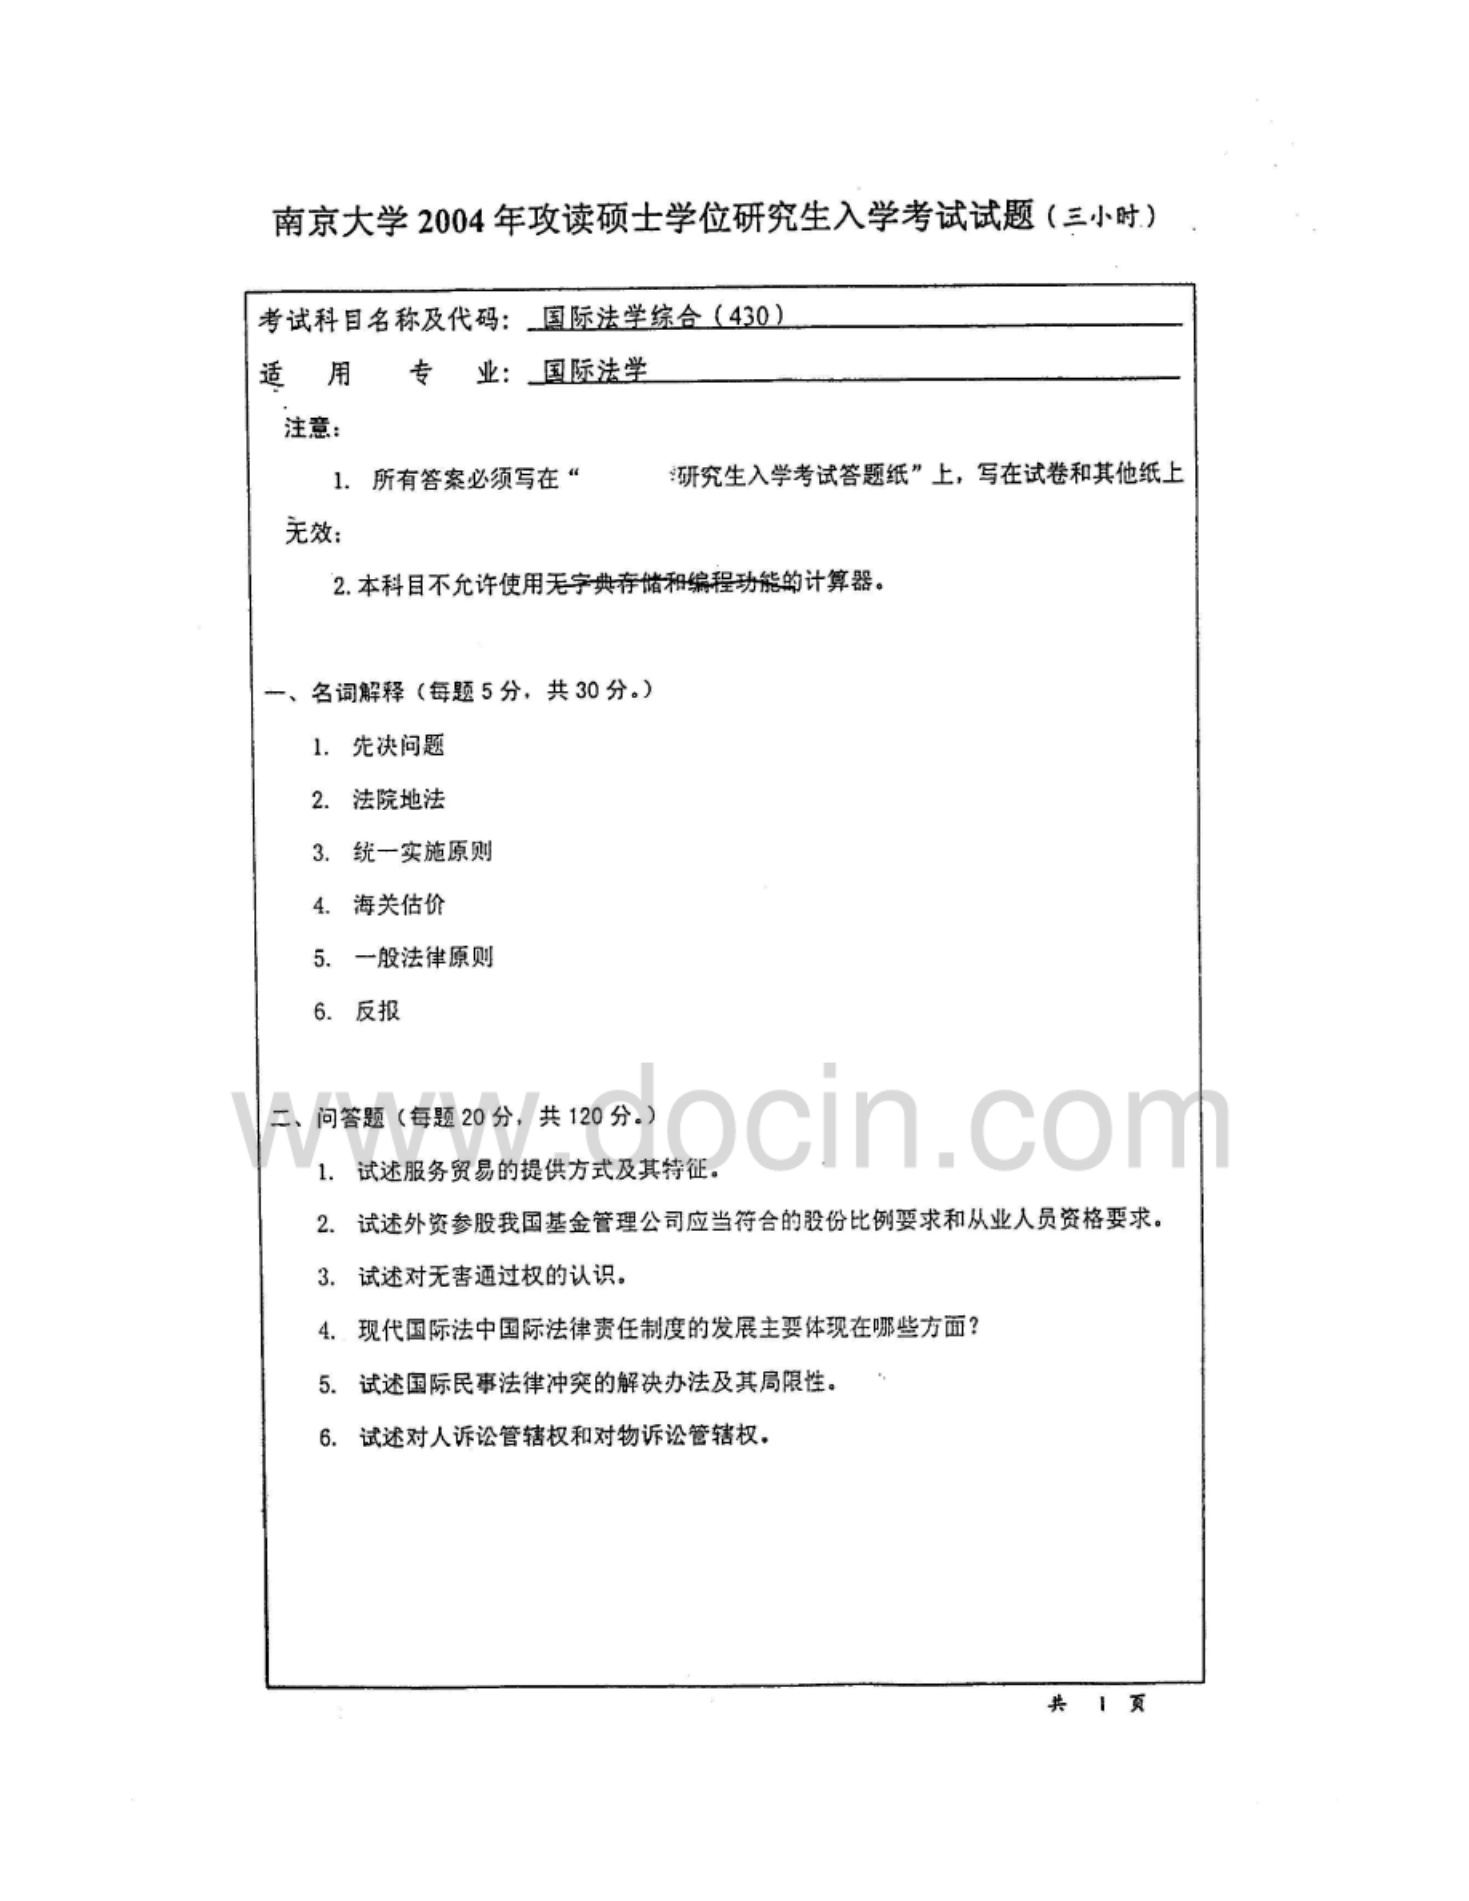 南京大学 2004 年攻读硕士学位研究生入学考试试题（三小时）
考试科目名称及代码：国际法学综合（430）
适用专业：国际法学
注意：
1. 所有答案必须写在“ 研究生入学考试答题纸”上，写在试卷和其他纸上
无效；
2.本科目不允许使用无字典存储和编程功能的计算器。
一、名词解释（每题 5 分，共 30 分。）
1. 先决问题
2. 法院地法
3. 统一实施原则
4. 海关估价
5. 一般法律原则
6. 反报
二、问答题（每题 20 分，共 120 分。）
www.docin.com
1. 试述服务贸易的提供方式及其特征。
2. 试述外资参股我国基金管理公司应当符合的股份比例要求和从业人员资格要求。
3. 试述对无害通过权的认识。
4. 现代国际法中国际法律责任制度的发展主要体现在哪些方面？
5. 试述国际民事法律冲突的解决办法及其局限性。
6. 试述对人诉讼管辖权和对物诉讼管辖权。
共 1 页